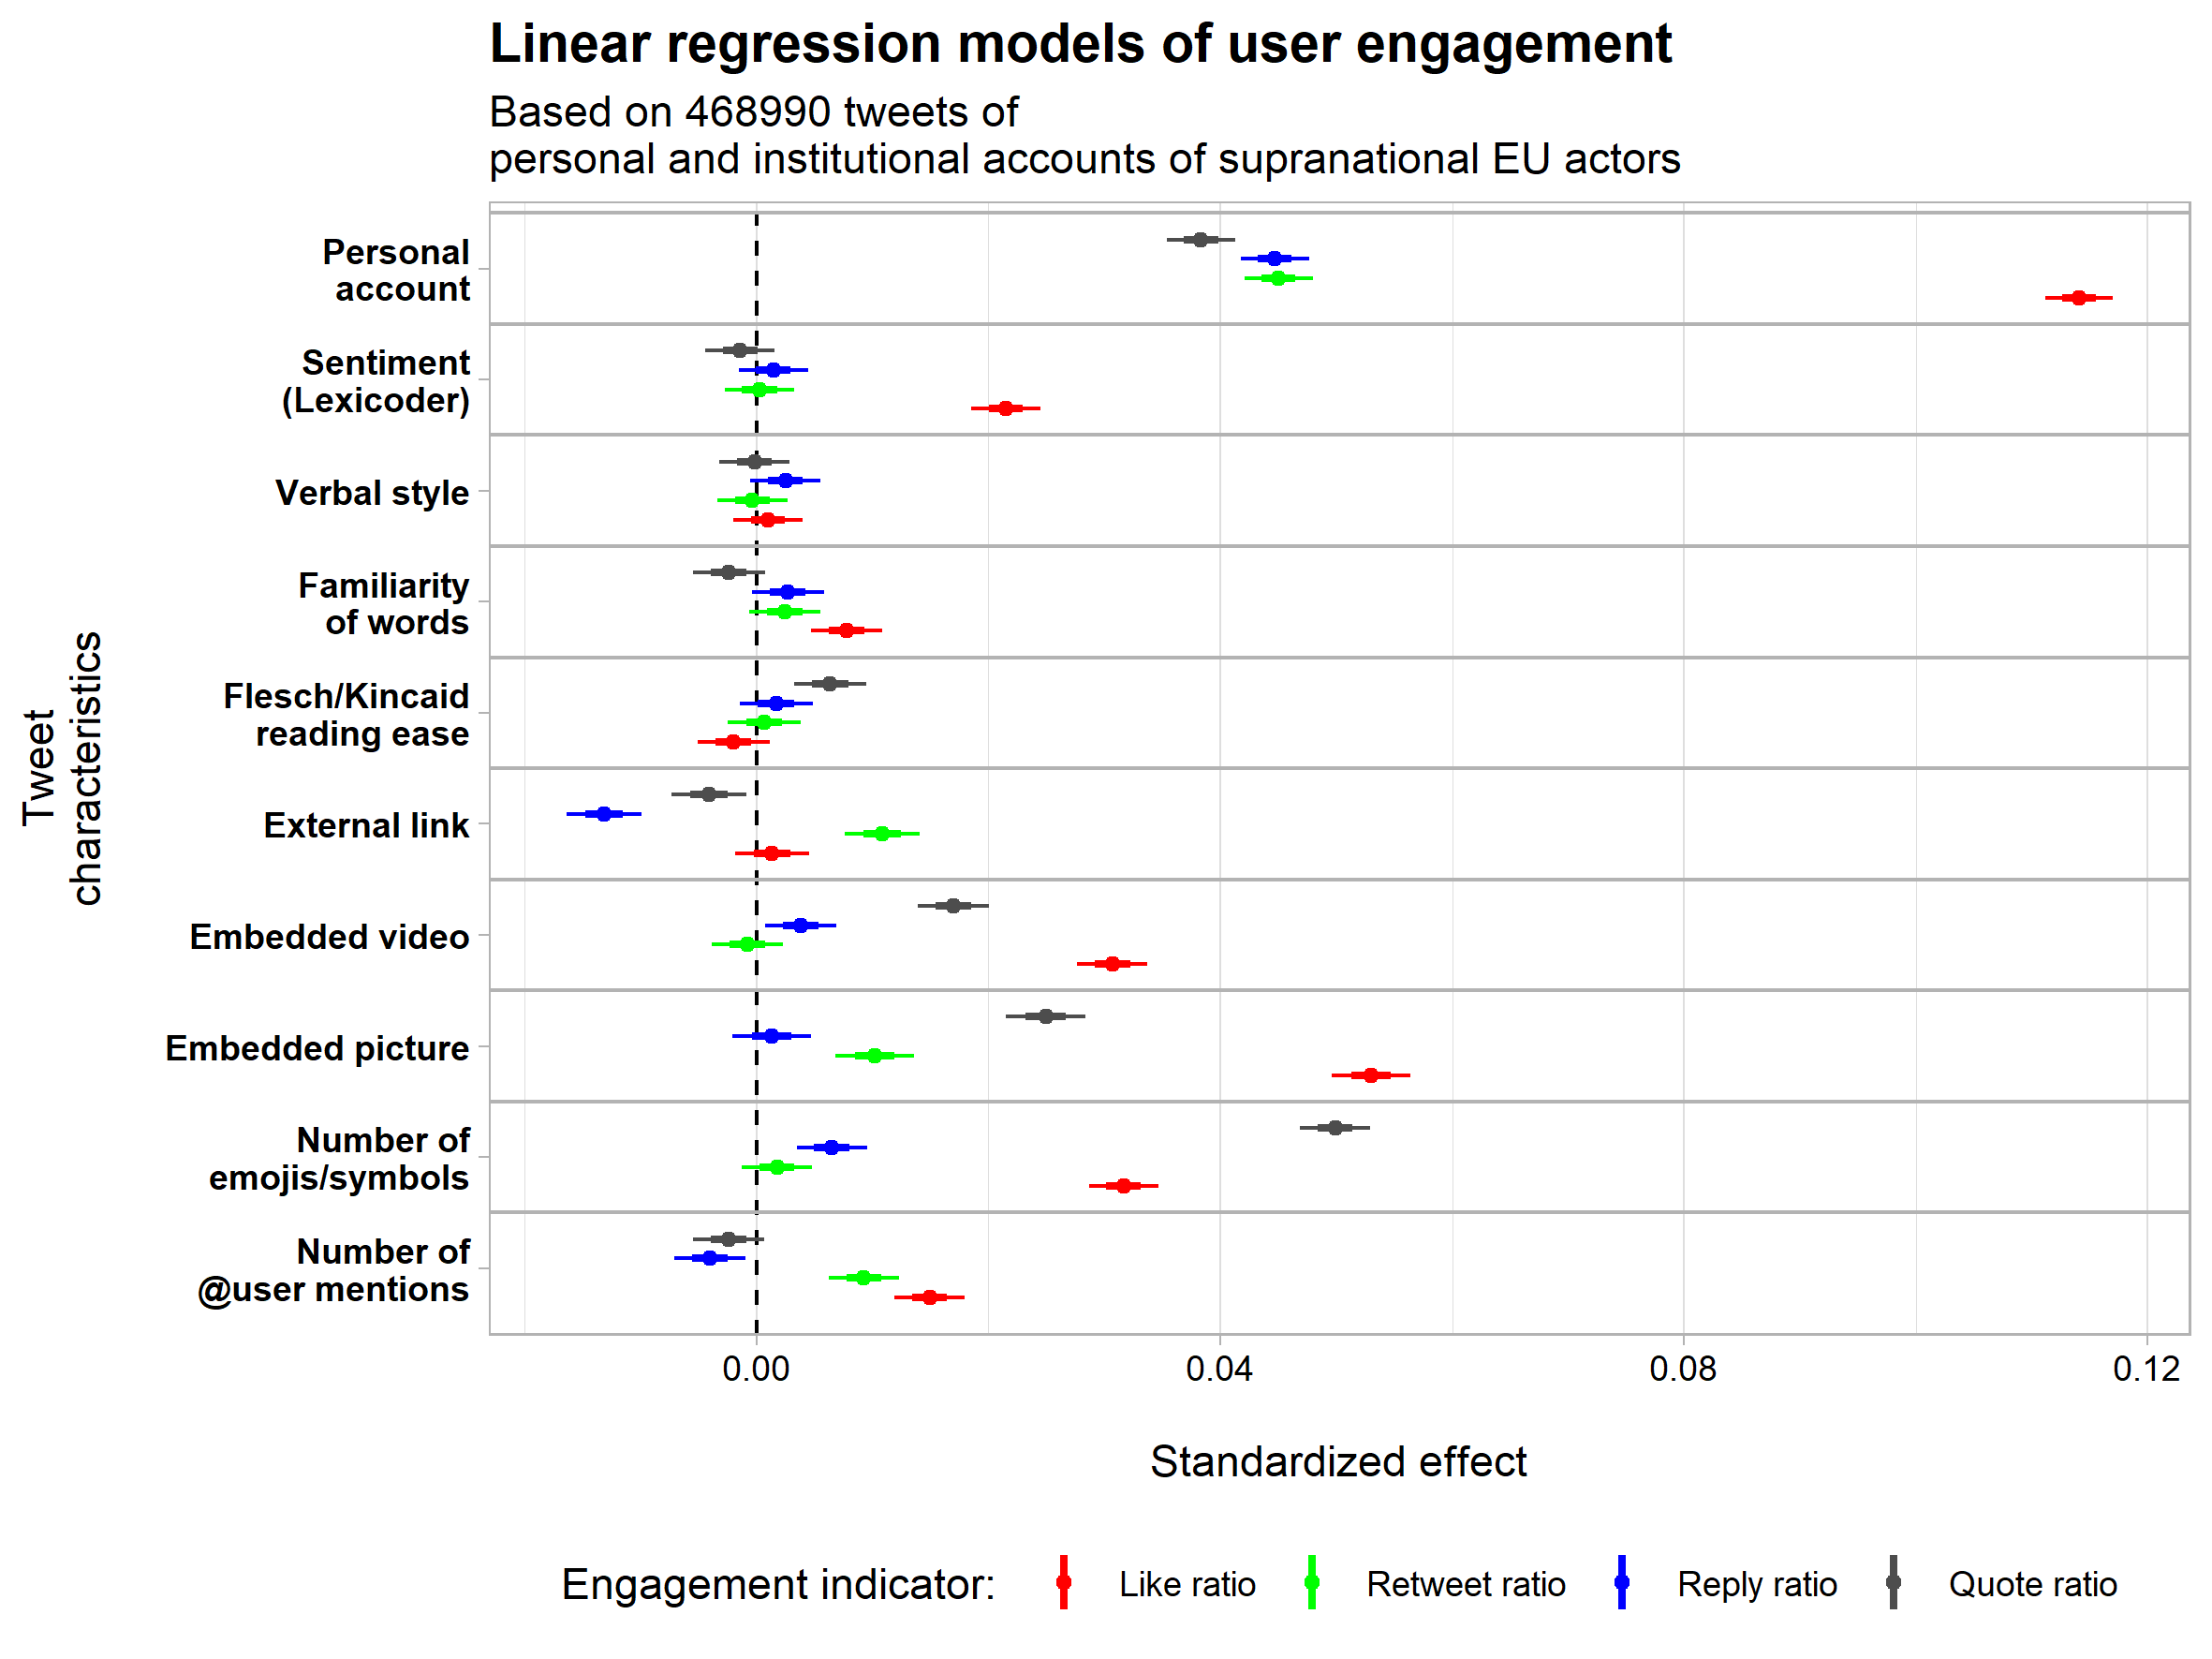 Linear regression models of user engagement
Based on 468990 tweets of
personal and institutional accounts of supranational EU actors
Tweet
characteristics
Personal
account
Sentiment
(Lexicoder)
Verbal style
Familiarity
of words
Flesch/Kincaid
reading ease
External link
Embedded video
Embedded picture
Number of
emojis/symbols
Number of
@user mentions
0.00 0.04 0.08 0.12
Standardized effect
Engagement indicator: Like ratio Retweet ratio Reply ratio Quote ratio